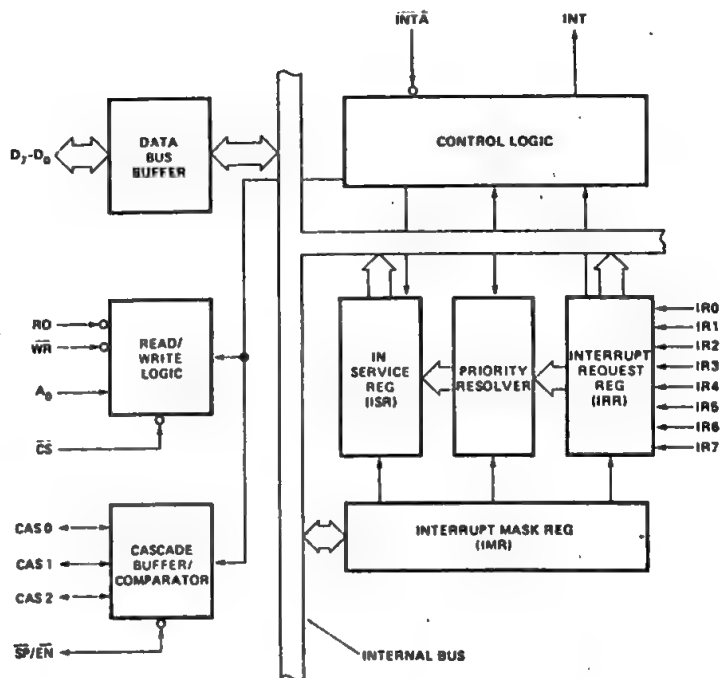 INTA
INT
DATA
BUS
BUFFER
D7-D0
CONTROL LOGIC
RD
WR
A0
CS
READ/
WRITE
LOGIC
IN
SERVICE
REG
(ISR)
PRIORITY
RESOLVER
INTERRUPT
REQUEST
REG
(IRR)
IR0
IR1
IR2
IR3
IR4
IR5
IR6
IR7
CAS 0
CAS 1
CAS 2
CASCADE
BUFFER/
COMPARATOR
SP/EN
INTERRUPT MASK REG
(IMR)
INTERNAL BUS